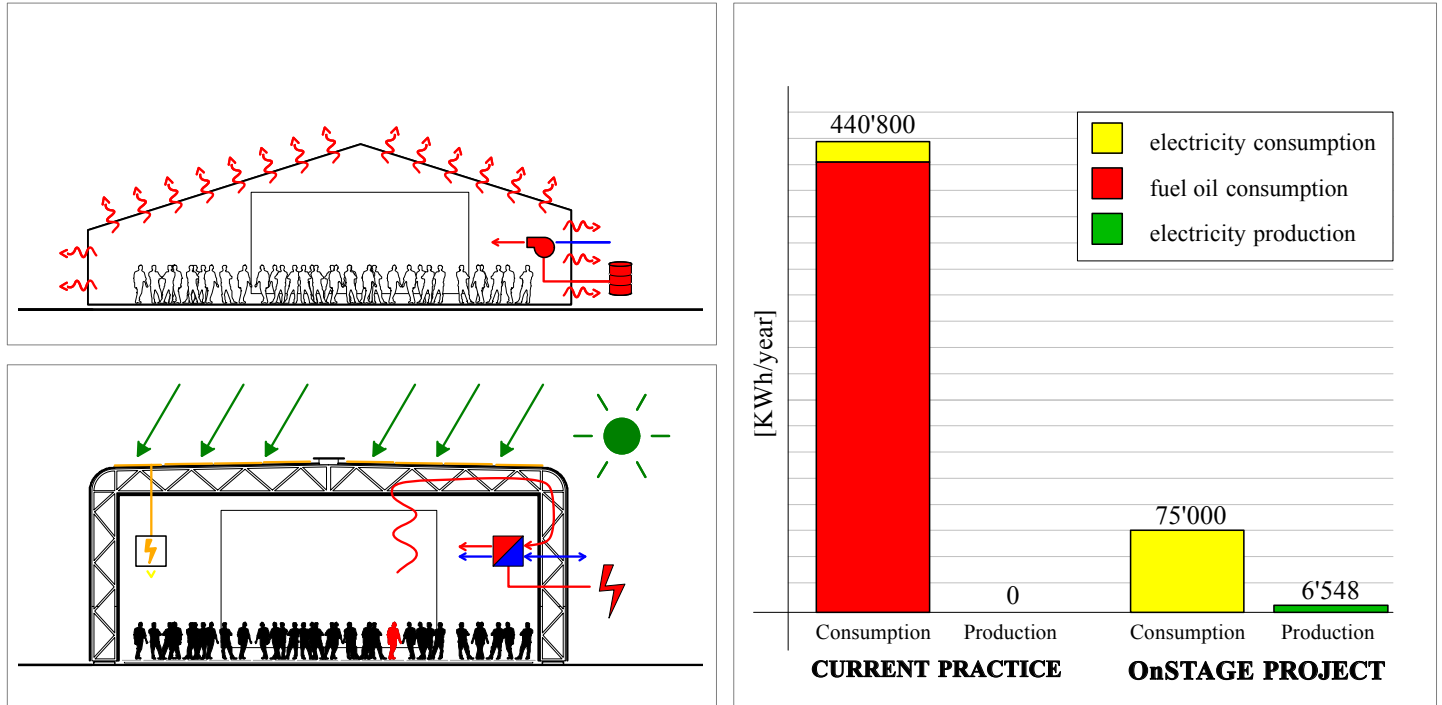 440'800
electricity consumption
fuel oil consumption
electricity production
[KWh/year]
75'000
6'548
0
Consumption Production Consumption Production
CURRENT PRACTICE OnSTAGE PROJECT